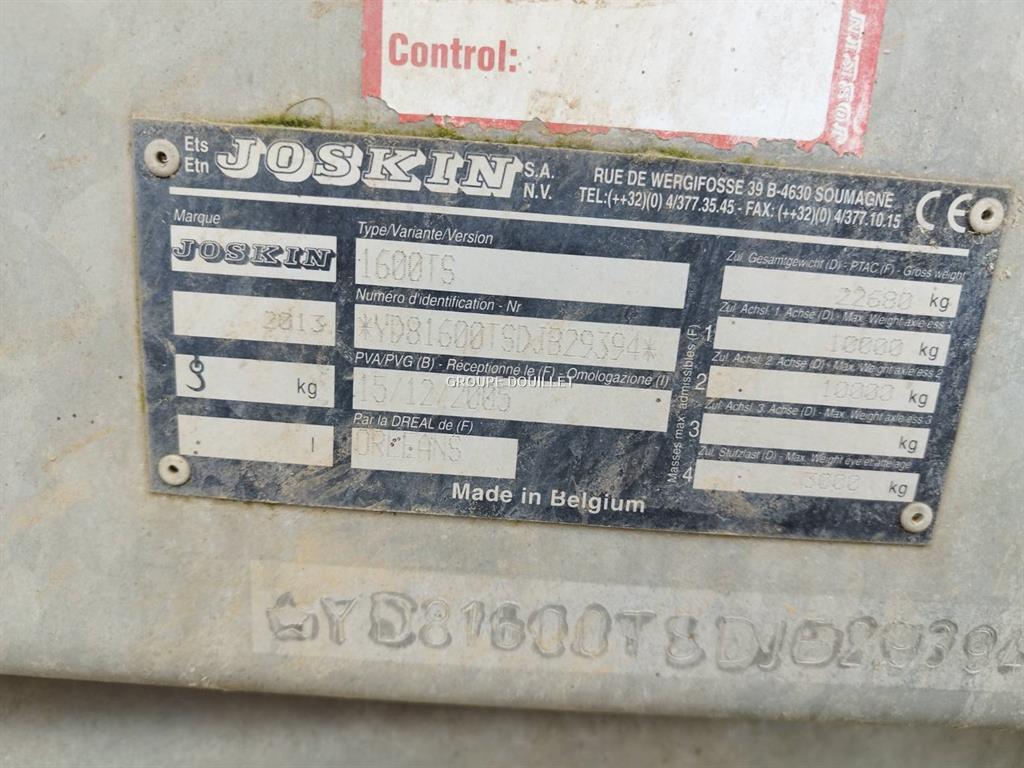 Control:
JOSKIN
Ets
Etn
JOSKIN
S.A.
N.V.
RUE DE WERGIFOSSE 39 B-4630 SOUMAGNE
TEL:(++32)(0) 4/377.35.45 - FAX: (++32)(0) 4/377.10.15
CE
Marque
JOSKIN
2013
kg
l
Type/Variante/Version
1600TS
Numéro d'identification - Nr
*YD81600TSDJB29394*
PVA/PVG (B) - Réceptionné le (F) - Omologazione (I)
15/12/2005
GROUPE DOUILLET
Par la DREAL de (F)
ORLEANS
Made in Belgium
Masses max. admissibles (F)
Zul. Gesamtgewicht (D) - PTAC (F) - Gross weight
22680 kg
Zul. Achsl. 1. Achse (D) - Max. Weight axle ess 1
1 10000 kg
Zul. Achsl. 2 Achse (D) - Max. Weight axle ess 2
2 10000 kg
Zul. Achsl. 3. Achse (D) - Max. Weight axle ess 3
3 kg
Zul. Stützlast (D) - Max. Weight eye et attelage
4 3000 kg
YD81600TSDJB29394